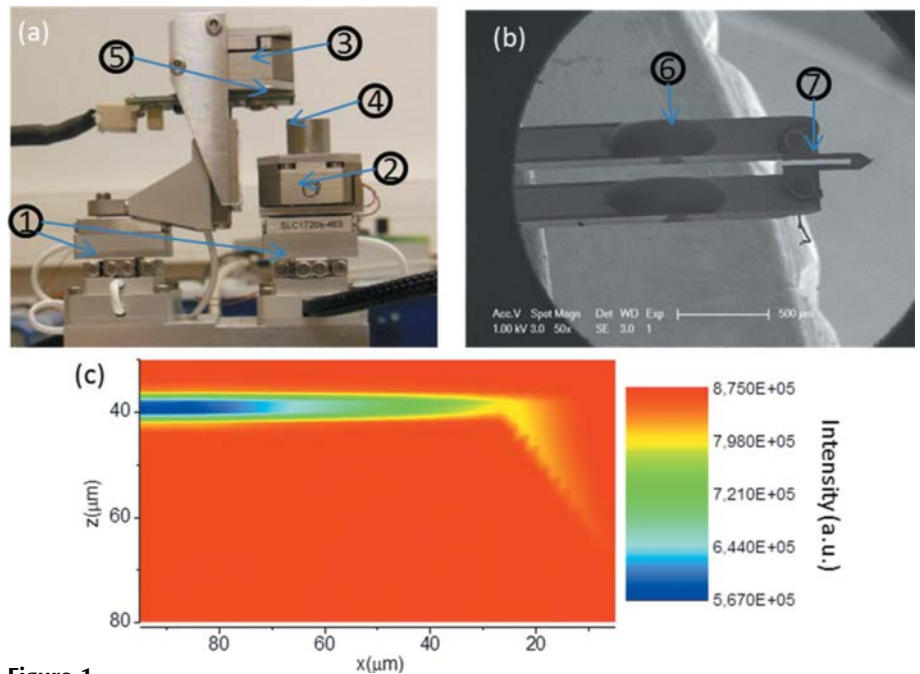 (a)
③
⑤
④
②
①
SLC1720s-463
(b)
⑥
⑦
Acc.V Spot Magn Det WD Exp
1.00 kV 3.0 50x SE 3.0 1
500 μm
(c)
40
60
80
z(μm)
80 60 40 20
x(μm)
8,750E+05
7,980E+05
7,210E+05
6,440E+05
5,670E+05
Intensity (a.u.)
Figure 1